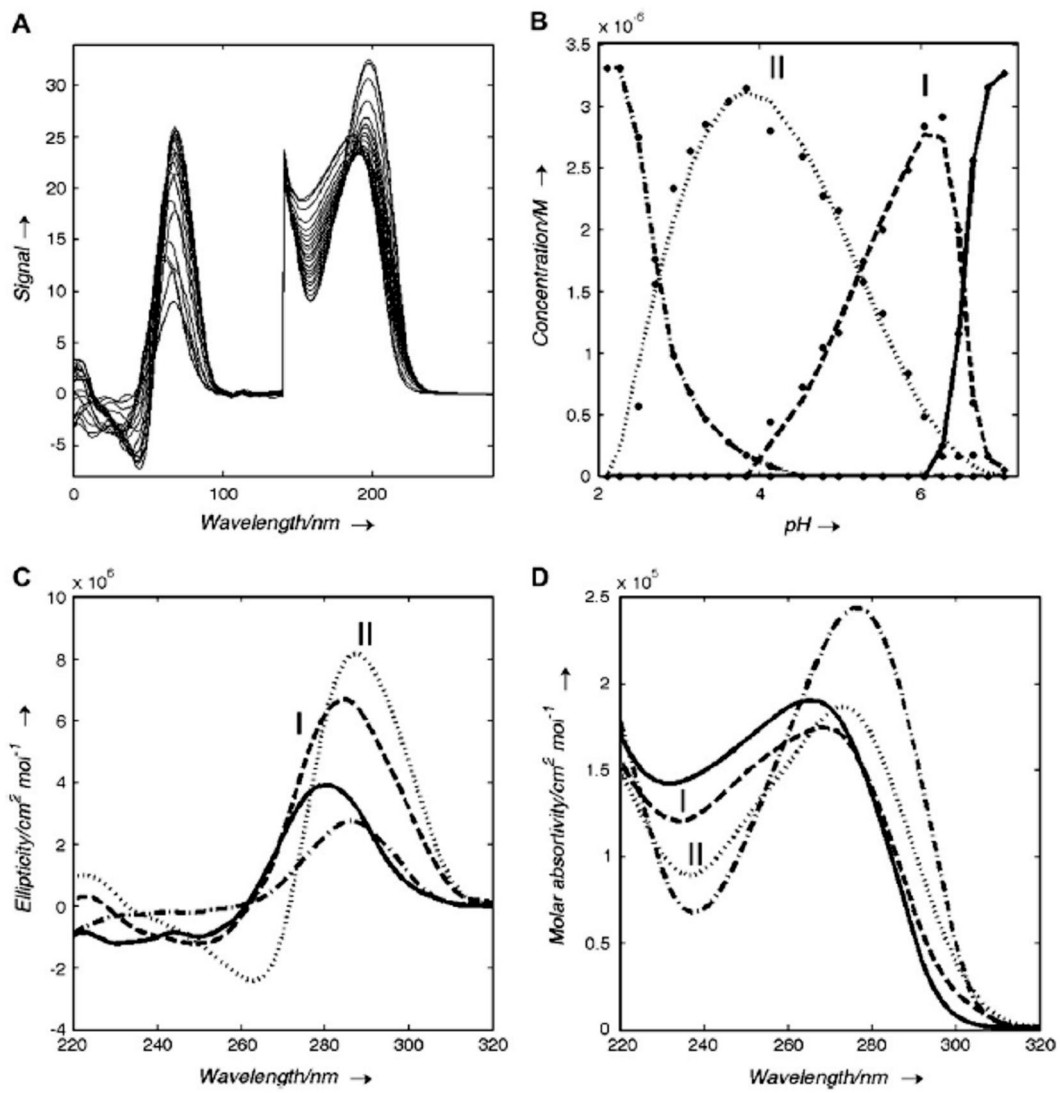 A
Signal →
30
25
20
15
10
5
0
-5
0
100
200
Wavelength/nm →
B
x 10-6
Concentration/M →
3.5
3
2.5
2
1.5
1
0.5
0
2
4
6
pH →
II
I
C
x 106
Ellipticity/cm2 mol-1 →
10
8
6
4
2
0
-2
-4
220
240
260
280
300
320
Wavelength/nm →
II
I
D
x 105
Molar absortivity/cm2 mol-1 →
2.5
2
1.5
1
0.5
0
220
240
260
280
300
320
Wavelength/nm →
I
II